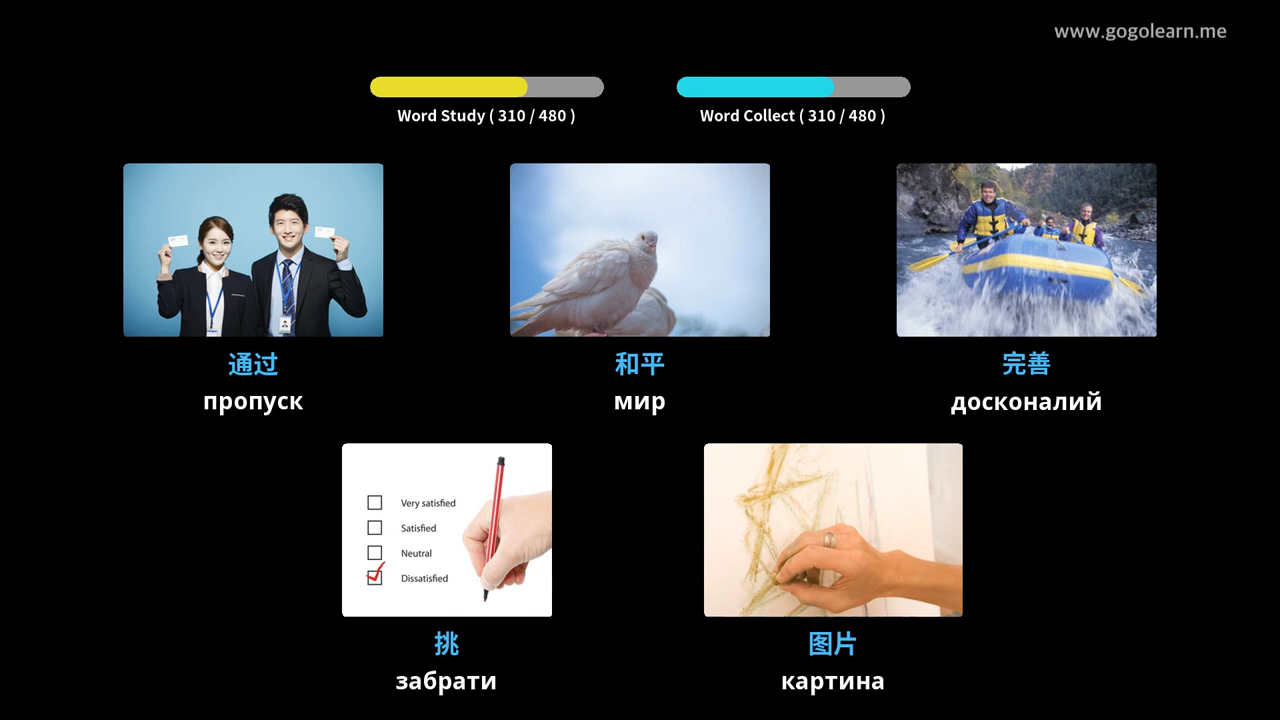 www.gogolearn.me
Word Study ( 310 / 480 )
Word Collect ( 310 / 480 )
通过
пропуск
和平
мир
完善
досконалий
Very satisfied
Satisfied
Neutral
Dissatisfied
挑
забрати
图片
картина